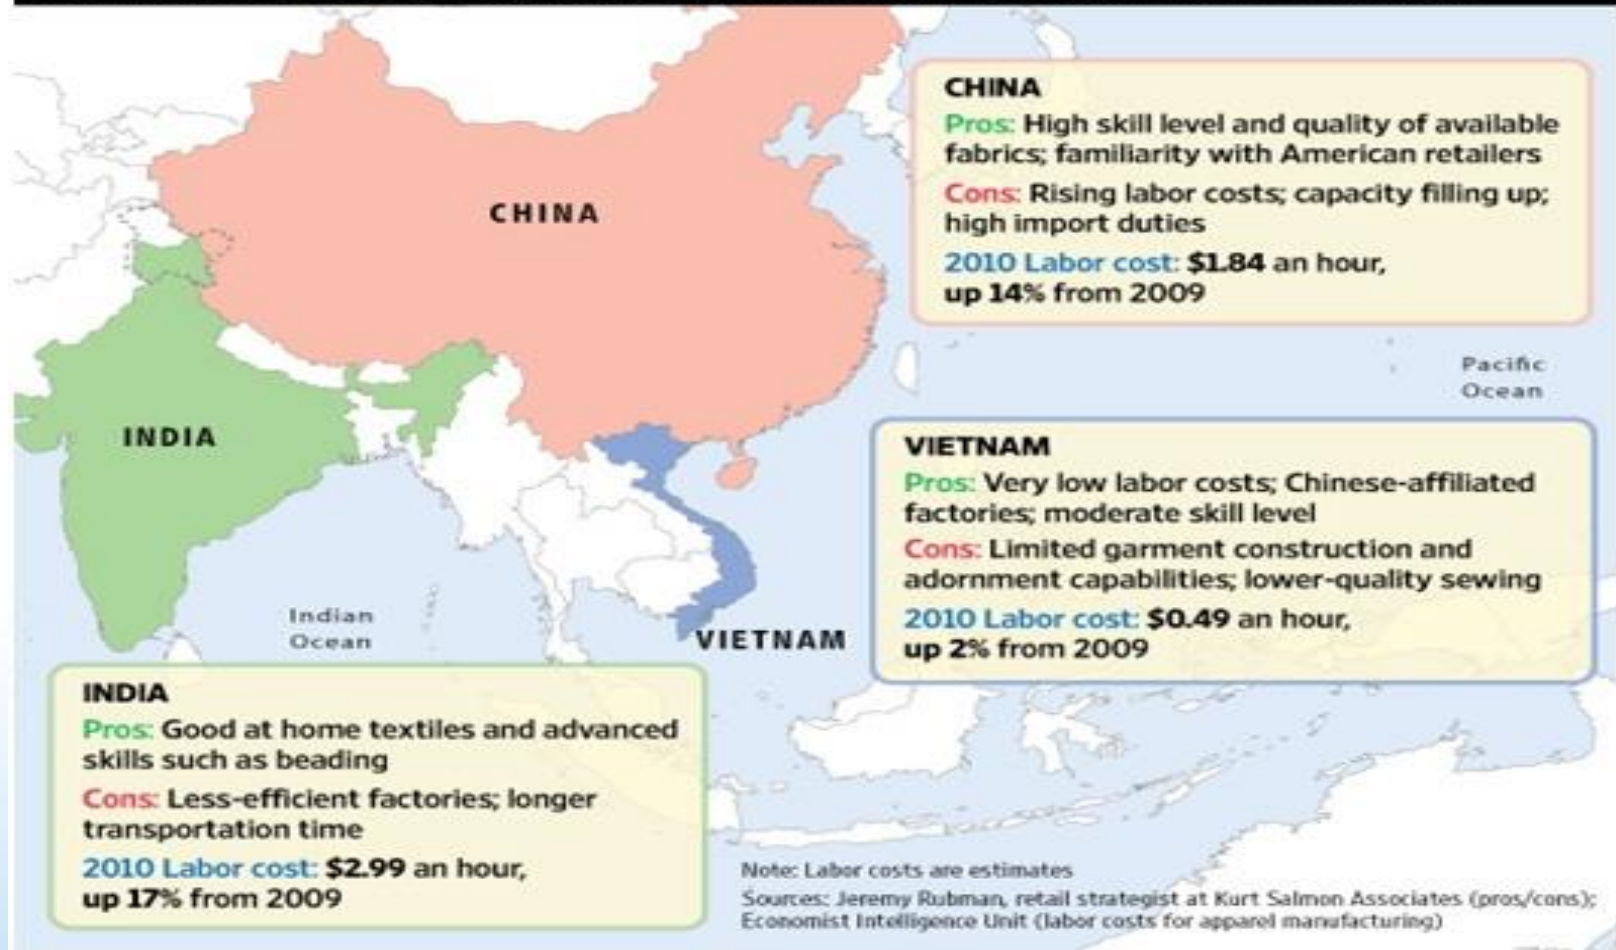 CHINA
Pros: High skill level and quality of available
fabrics; familiarity with American retailers
Cons: Rising labor costs; capacity filling up;
high import duties
2010 Labor cost: $1.84 an hour,
up 14% from 2009
CHINA
Pacific
Ocean
INDIA
VIETNAM
Pros: Very low labor costs; Chinese-affiliated
factories; moderate skill level
Cons: Limited garment construction and
adornment capabilities; lower-quality sewing
2010 Labor cost: $0.49 an hour,
up 2% from 2009
Indian
Ocean
VIETNAM
INDIA
Pros: Good at home textiles and advanced
skills such as beading
Cons: Less-efficient factories; longer
transportation time
2010 Labor cost: $2.99 an hour,
up 17% from 2009
Note: Labor costs are estimates
Sources: Jeremy Rubman, retail strategist at Kurt Salmon Associates (pros/cons);
Economist Intelligence Unit (labor costs for apparel manufacturing)